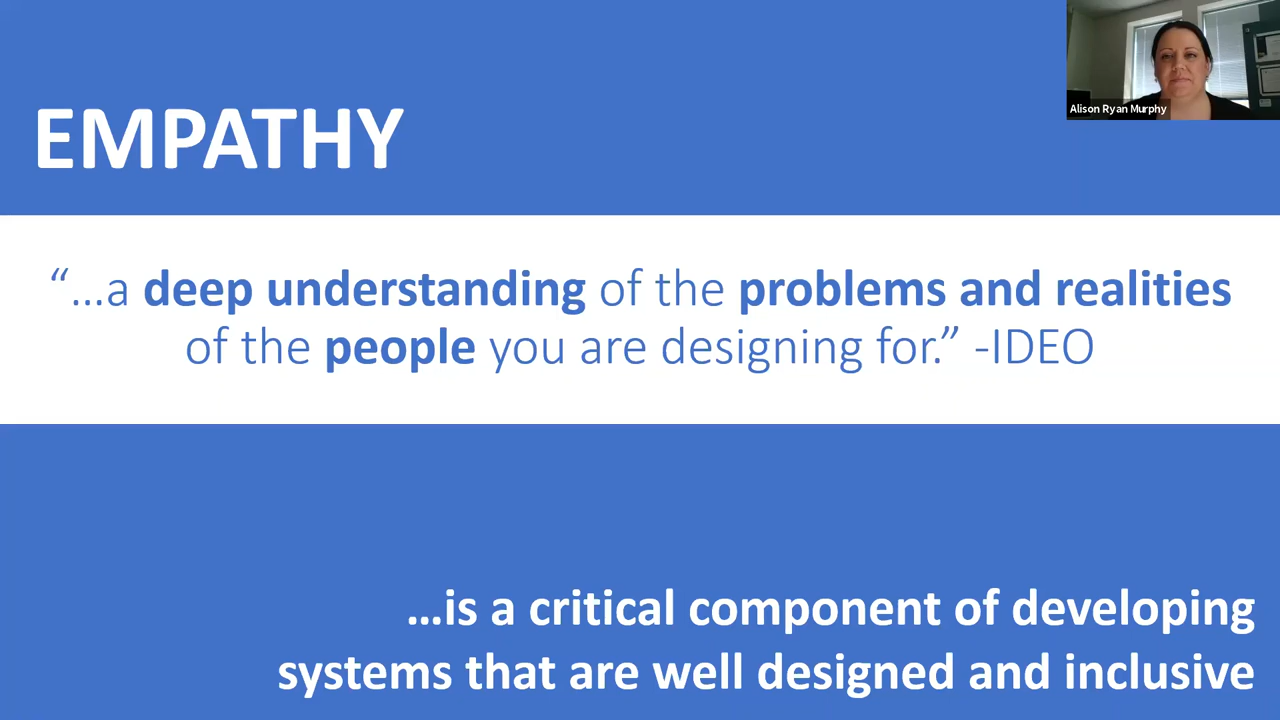 Alison Ryan Murphy
EMPATHY
“...a deep understanding of the problems and realities
of the people you are designing for.” -IDEO
...is a critical component of developing
systems that are well designed and inclusive